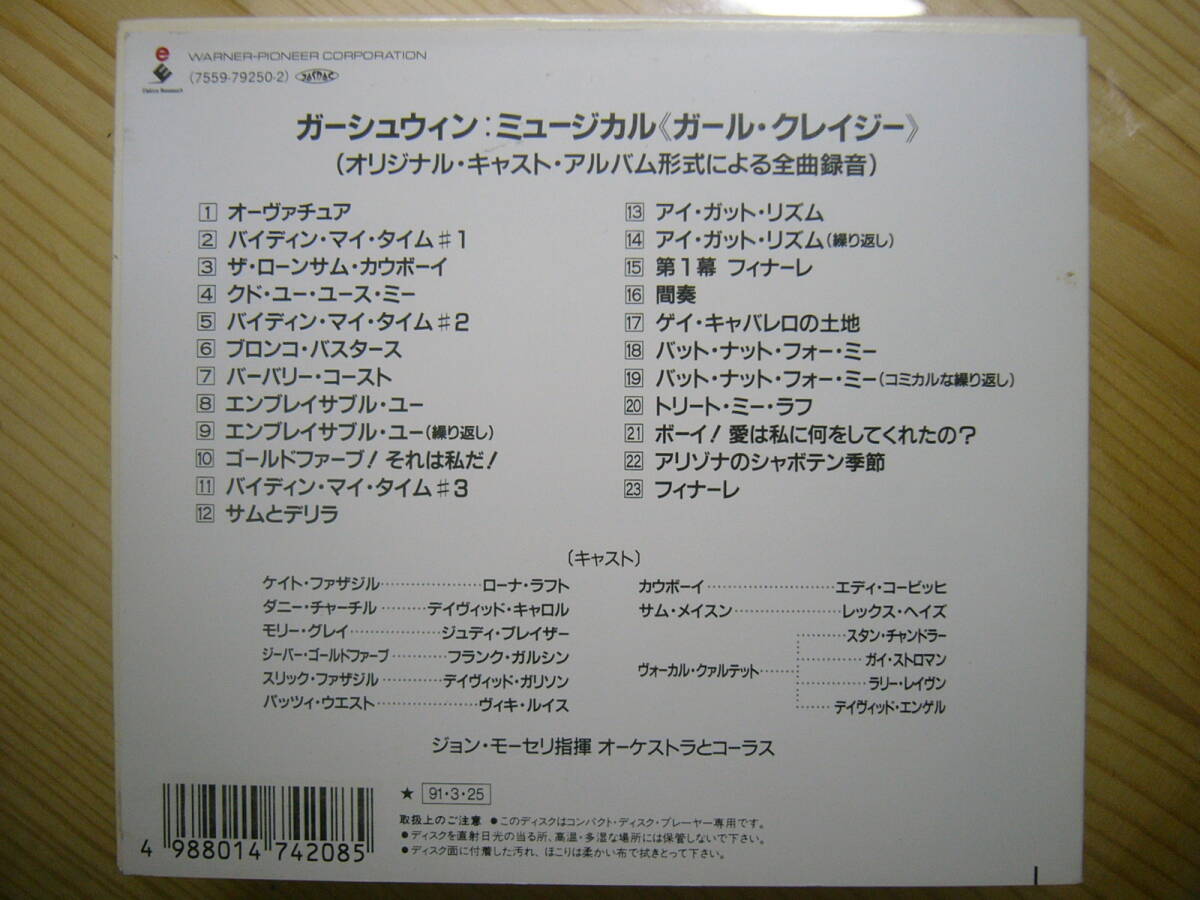 WARNER-PIONEER CORPORATION
(7559-79250-2) JASRAC
ガーシュウィン:ミュージカル《ガール・クレイジー》
(オリジナル・キャスト・アルバム形式による全曲録音)
1 オーヴァチュア
2 バイディン・マイ・タイム♯1
3 ザ・ローンサム・カウボーイ
4 クド・ユー・ユース・ミー
5 バイディン・マイ・タイム♯2
6 ブロンコ・バスタース
7 バーバリー・コースト
8 エンブレイサブル・ユー
9 エンブレイサブル・ユー(繰り返し)
10 ゴールドファーブ!それは私だ!
11 バイディン・マイ・タイム♯3
12 サムとデリラ
13 アイ・ガット・リズム
14 アイ・ガット・リズム(繰り返し)
15 第1幕 フィナーレ
16 間奏
17 ゲイ・キャバレロの土地
18 バット・ナット・フォー・ミー
19 バット・ナット・フォー・ミー(コミカルな繰り返し)
20 トリート・ミー・ラフ
21 ボーイ!愛は私に何をしてくれたの?
22 アリゾナのシャボテン季節
23 フィナーレ
(キャスト)
ケイト・ファザジル……………ローナ・ラフト
ダニー・チャーチル………デイヴィッド・キャロル
モリー・グレイ……………ジュディ・ブレイザー
ジーバー・ゴールドファーブ………フランク・ガルシン
スリック・ファザジル………デイヴィッド・ガリソン
パッツィ・ウエスト……………ヴィキ・ルイス
カウボーイ…………………エディ・コービッヒ
サム・メイスン……………レックス・ヘイズ
ヴォーカル・クァルテット……
スタン・チャンドラー
ガイ・ストロマン
ラリー・レイヴン
デイヴィッド・エンゲル
ジョン・モーセリ指揮 オーケストラとコーラス
★ 91・3・25
取扱上のご注意 ●このディスクはコンパクト・ディスク・プレーヤー専用です。
●ディスクを直射日光の当る所、高温・多湿な場所には保管しないで下さい。
●ディスク面に付着した汚れ、ほこりは柔かい布で拭きとって下さい。
4 988014 742085